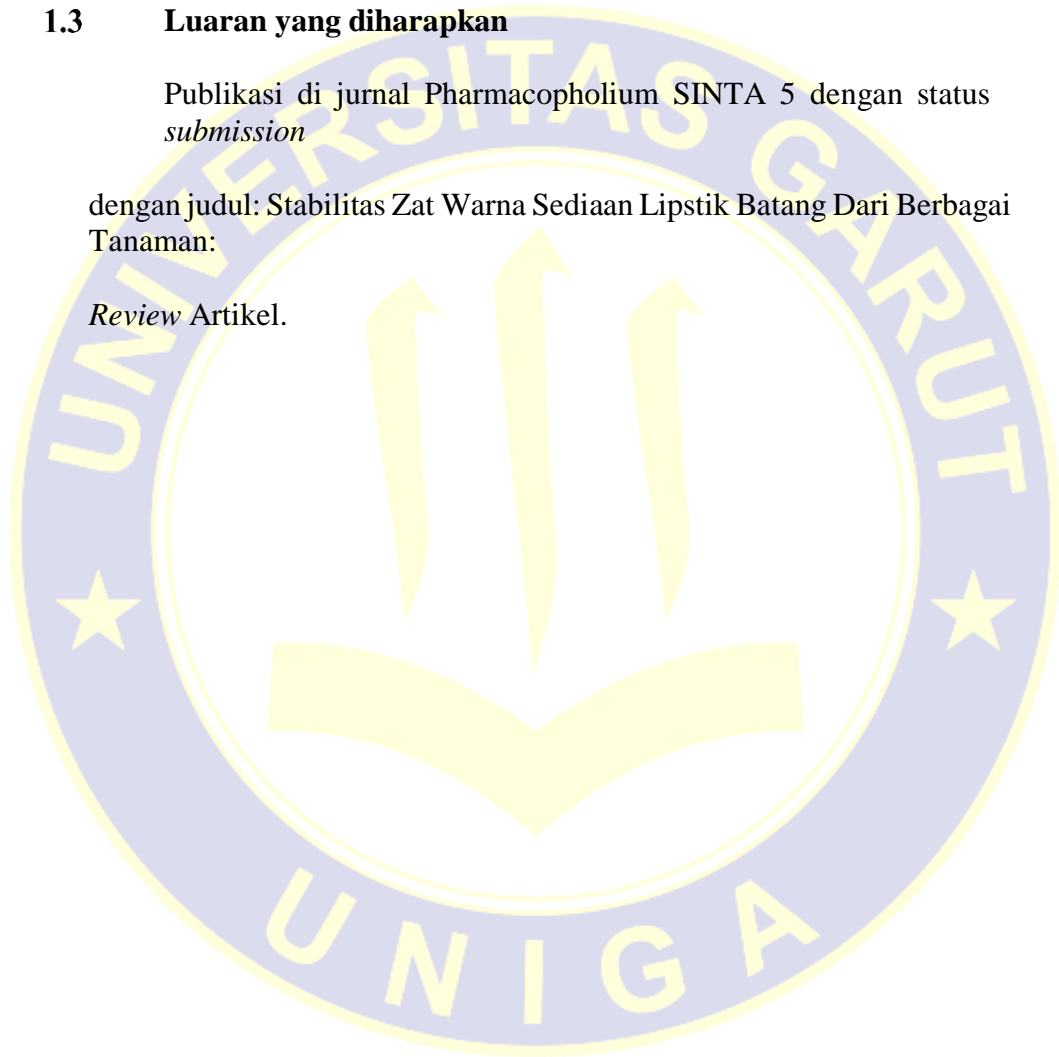 1.3 Luaran yang diharapkan
Publikasi di jurnal Pharmacopholium SINTA 5 dengan status
submission
dengan judul: Stabilitas Zat Warna Sediaan Lipstik Batang Dari Berbagai
Tanaman:
Review Artikel.
UNIVERSITAS GARUT
UNIGA